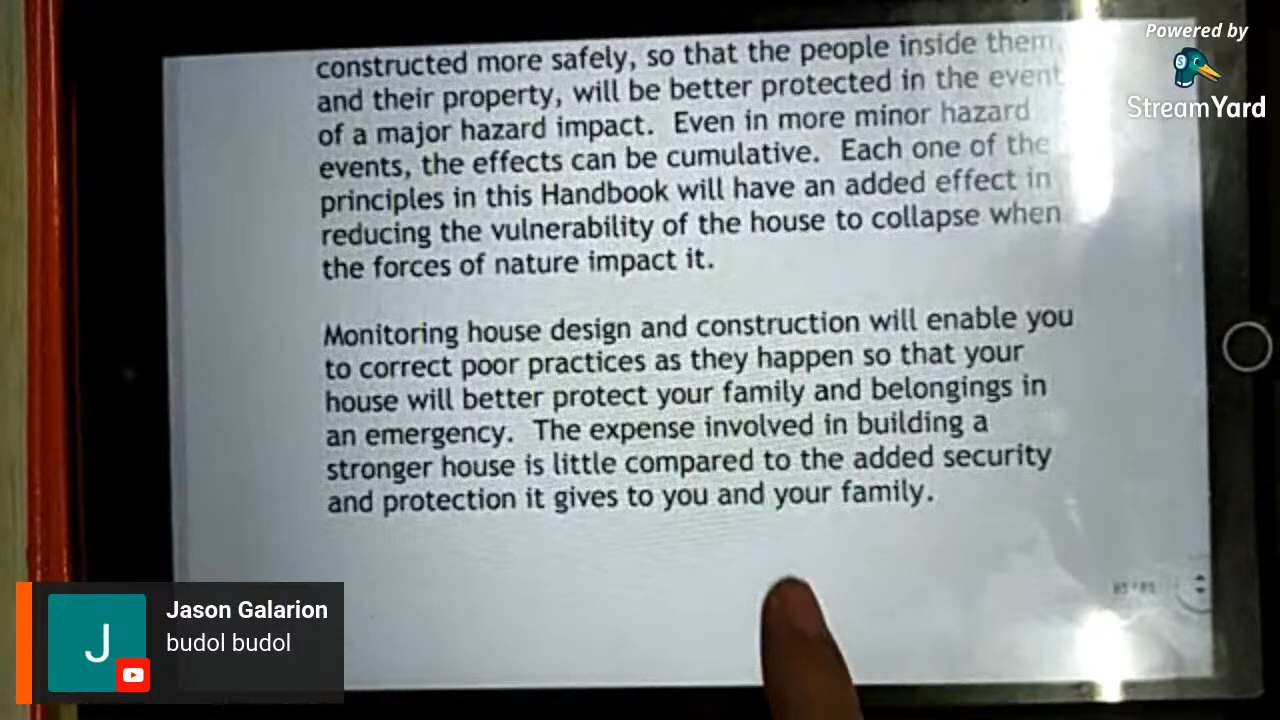 constructed more safely, so that the people inside them,
and their property, will be better protected in the event
of a major hazard impact. Even in more minor hazard
events, the effects can be cumulative. Each one of the
principles in this Handbook will have an added effect in
reducing the vulnerability of the house to collapse when
the forces of nature impact it.
Monitoring house design and construction will enable you
to correct poor practices as they happen so that your
house will better protect your family and belongings in
an emergency. The expense involved in building a
stronger house is little compared to the added security
and protection it gives to you and your family.
Powered by
StreamYard
J
Jason Galarion
budol budol